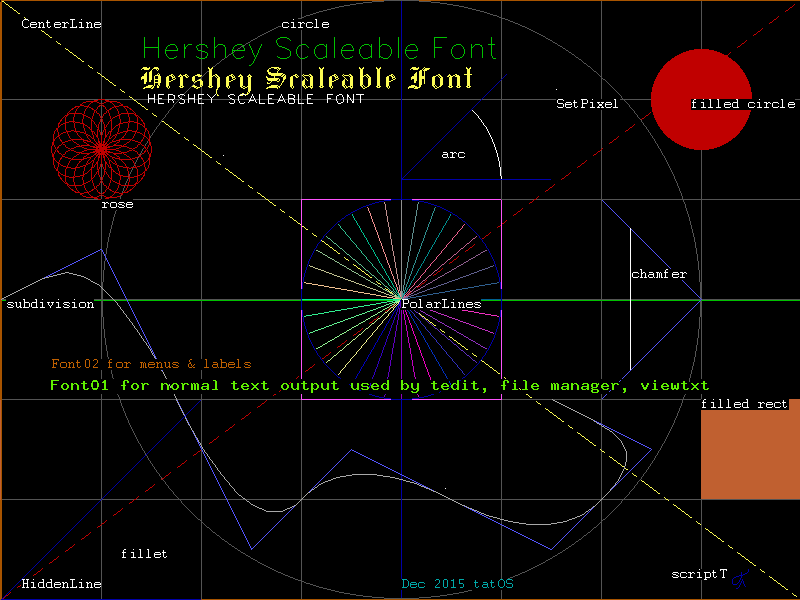 CenterLine
circle
Hershey Scaleable Font
Hershey Scaleable Font
HERSHEY SCALEABLE FONT
SetPixel
filled circle
arc
rose
chamfer
subdivision
PolarLines
Font02 for menus & labels
Font01 for normal text output used by tedit, file manager, viewtxt
filled rect
fillet
scriptT
HiddenLine
Dec 2015 tatOS